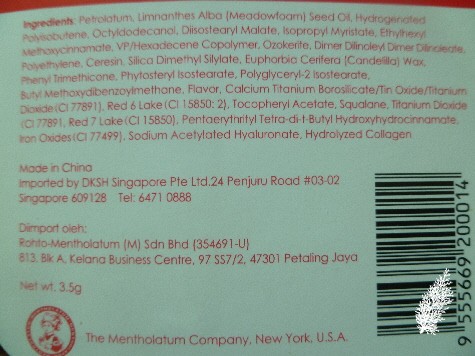 Ingredients: Petrolatum, Limnanthes Alba (Meadowfoam) Seed Oil, Hydrogenated
Polyisobutene, Octyldodecanol, Diisostearyl Malate, Isopropyl Myristate, Ethylhexyl
Methoxycinnamate, VP/Hexadecene Copolymer, Ozokerite, Dimer Dilinoleyl Dimer Dilinoleate,
Polyethylene, Ceresin, Silica Dimethyl Silylate, Euphorbia Cerifera (Candelilla) Wax,
Phenyl Trimethicone, Phytosteryl Isostearate, Polyglyceryl-2 Isostearate,
Butyl Methoxydibenzoylmethane, Flavor, Calcium Titanium Borosilicate/Tin Oxide/Titanium
Dioxide (CI 77891), Red 6 Lake (CI 15850: 2), Tocopheryl Acetate, Squalane, Titanium Dioxide
(CI 77891, Red 7 Lake (CI 15850), Pentaerythrityl Tetra-di-t-Butyl Hydroxyhydrocinnamate,
Iron Oxides (CI 77499), Sodium Acetylated Hyaluronate, Hydrolyzed Collagen
Made in China
Imported by DKSH Singapore Pte Ltd.24 Penjuru Road #03-02
Singapore 609128 Tel: 6471 0888
Diimport oleh:
Rohto-Mentholatum (M) Sdn Bhd (354691-U)
813, Blk A, Kelana Business Centre, 97 SS7/2, 47301 Petaling Jaya
Net wt. 3.5g
The Mentholatum Company, New York, U.S.A.
9 555669 200014